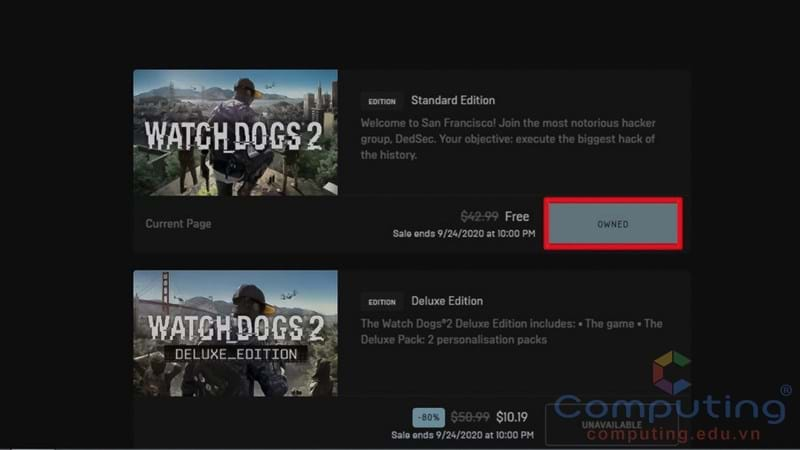 WATCH_DOGS 2
EDITION Standard Edition
Welcome to San Francisco! Join the most notorious hacker
group, DedSec. Your objective: execute the biggest hack of
the history.
Current Page
$42.99 Free
Sale ends 9/24/2020 at 10:00 PM
OWNED
WATCH_DOGS 2
DELUXE_EDITION
EDITION Deluxe Edition
The Watch Dogs®2 Deluxe Edition includes: • The game • The
Deluxe Pack: 2 personalisation packs
-80% $50.99 $10.19
Sale ends 9/24/2020 at 10:00 PM
UNAVAILABLE
Computing®
computing.edu.vn